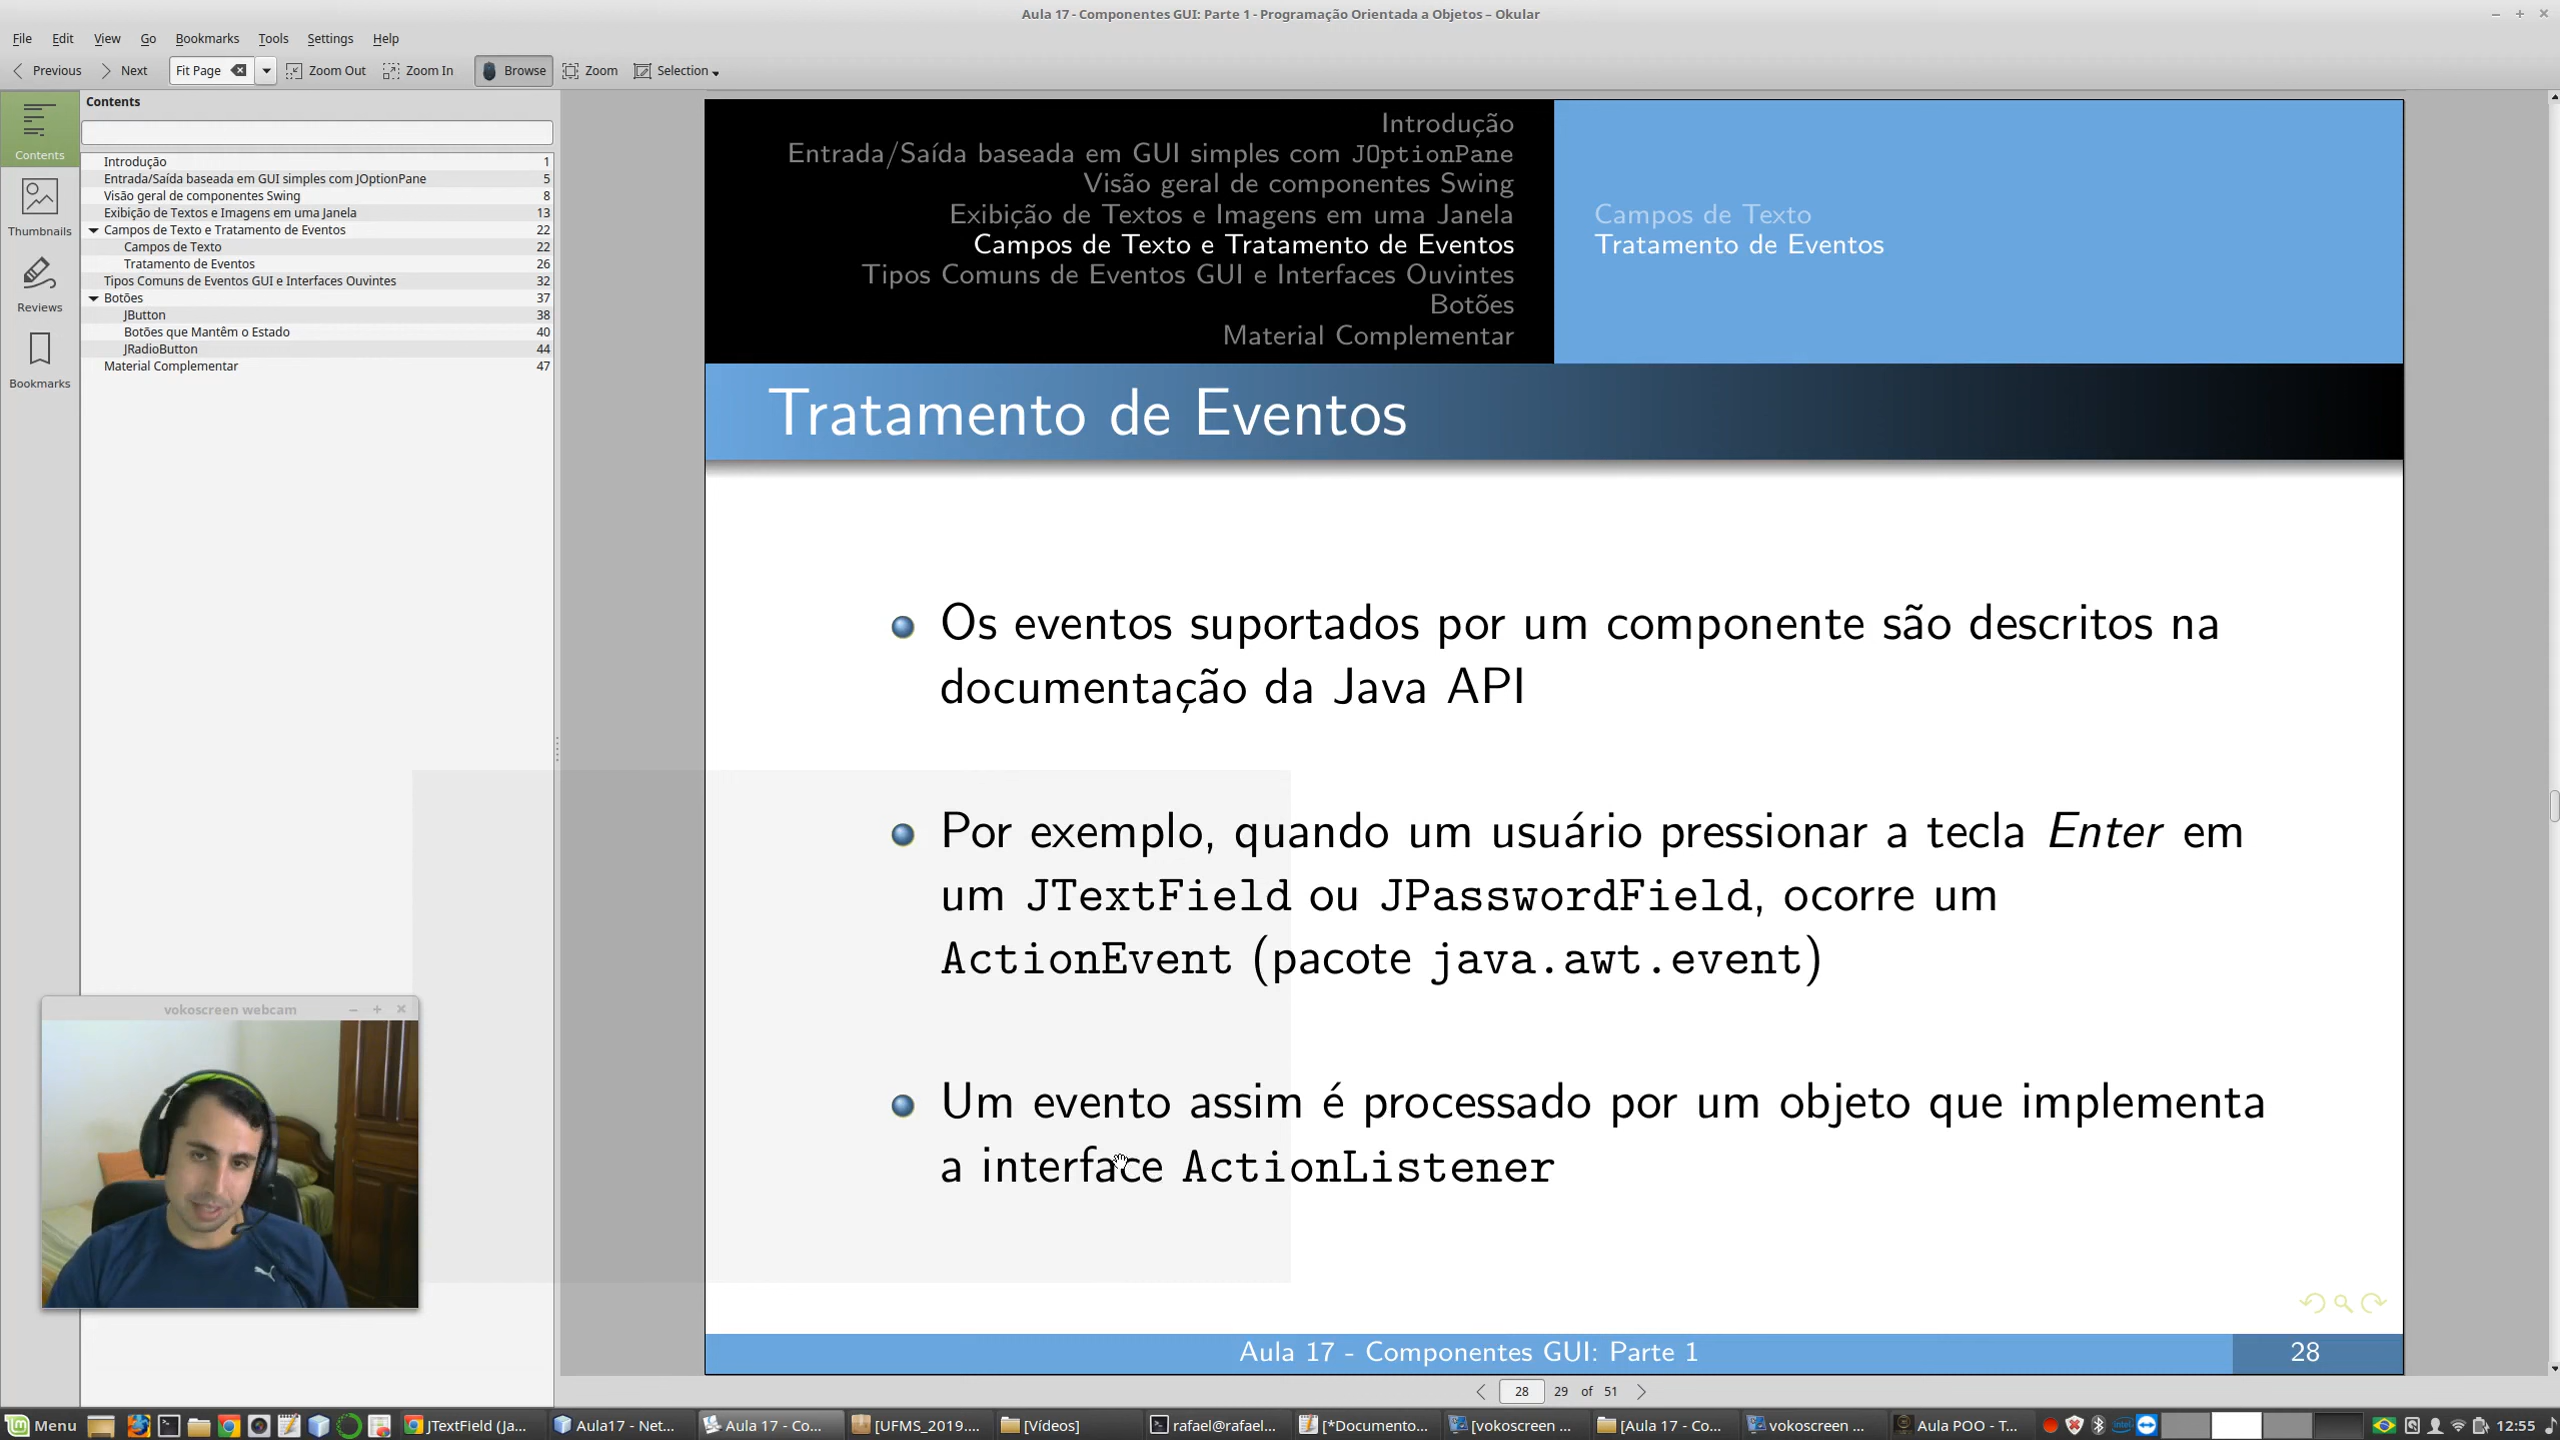 Aula 17 - Componentes GUI: Parte 1 - Programação Orientada a Objetos – Okular
File Edit View Go Bookmarks Tools Settings Help
Previous Next Fit Page Zoom Out Zoom In Browse Zoom Selection
Contents
Contents
Thumbnails
Reviews
Bookmarks
Introdução 1
Entrada/Saída baseada em GUI simples com JOptionPane 5
Visão geral de componentes Swing 8
Exibição de Textos e Imagens em uma Janela 13
Campos de Texto e Tratamento de Eventos 22
Campos de Texto 22
Tratamento de Eventos 26
Tipos Comuns de Eventos GUI e Interfaces Ouvintes 32
Botões 37
JButton 38
Botões que Mantêm o Estado 40
JRadioButton 44
Material Complementar 47
Introdução
Entrada/Saída baseada em GUI simples com JOptionPane
Visão geral de componentes Swing
Exibição de Textos e Imagens em uma Janela
Campos de Texto e Tratamento de Eventos
Tipos Comuns de Eventos GUI e Interfaces Ouvintes
Botões
Material Complementar
Campos de Texto
Tratamento de Eventos
Tratamento de Eventos
Os eventos suportados por um componente são descritos na
documentação da Java API
Por exemplo, quando um usuário pressionar a tecla Enter em
um JTextField ou JPasswordField, ocorre um
ActionEvent (pacote java.awt.event)
Um evento assim é processado por um objeto que implementa
a interface ActionListener
vokoscreen webcam
Aula 17 - Componentes GUI: Parte 1
28
28 29 of 51
Menu JTextField (Ja... Aula17 - Net... Aula 17 - Co... [UFMS_2019.... [Vídeos] rafael@rafael... [*Documento... [vokoscreen ... [Aula 17 - Co... vokoscreen ... Aula POO - T... 12:55